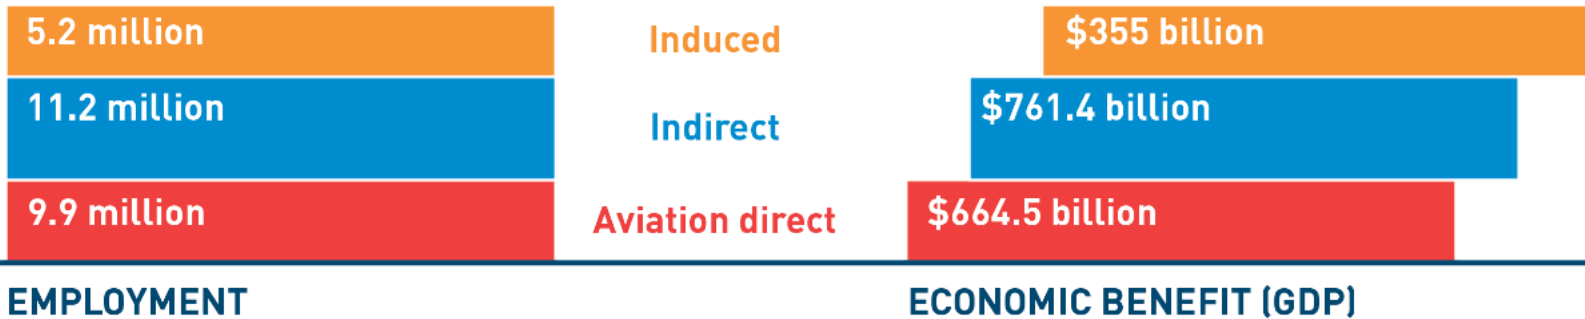 5.2 million Induced $355 billion
11.2 million Indirect $761.4 billion
9.9 million Aviation direct $664.5 billion
EMPLOYMENT ECONOMIC BENEFIT (GDP)